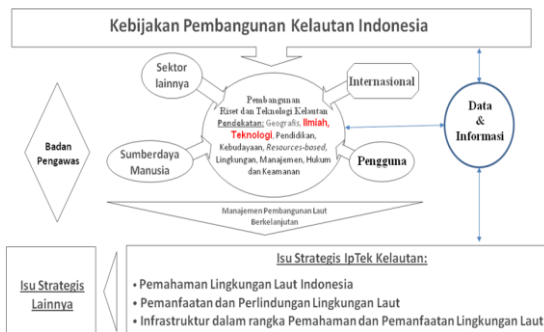 Kebijakan Pembangunan Kelautan Indonesia
Sektor
lainnya
Internasional
Pembangunan
Riset dan Teknologi Kelautan
Pendekatan: Geografis, Ilmiah,
Teknologi, Pendidikan,
Kebudayaan, Resources-based,
Lingkungan, Manajemen, Hukum
dan Keamanan
Data
&
Informasi
Badan
Pengawas
Sumberdaya
Manusia
Pengguna
Manajemen Pembangunan Laut
Berkelanjutan
Isu Strategis
Lainnya
Isu Strategis IpTek Kelautan:
• Pemahaman Lingkungan Laut Indonesia
• Pemanfaatan dan Perlindungan Lingkungan Laut
• Infrastruktur dalam rangka Pemahaman dan Pemanfaatan Lingkungan Laut